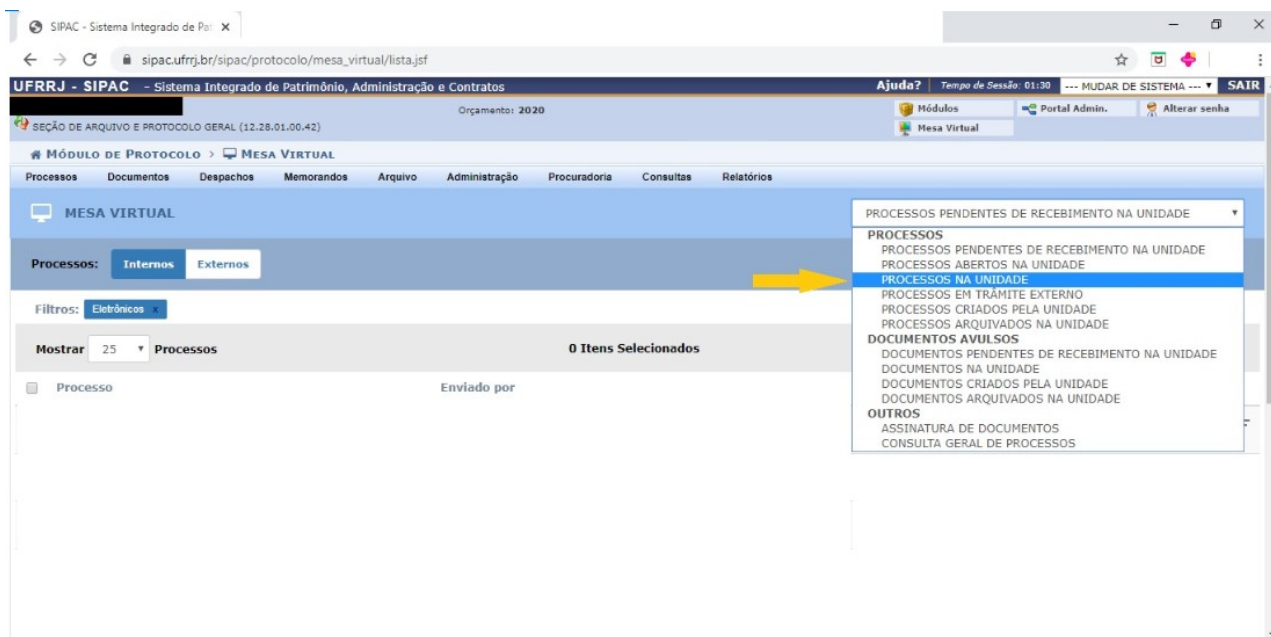 SIPAC - Sistema Integrado de Pat
sipac.ufrrj.br/sipac/protocolo/mesa_virtual/lista.jsf
UFRRJ - SIPAC - Sistema Integrado de Patrimônio, Administração e Contratos
Ajuda? Tempo de Sessão: 01:30 --- MUDAR DE SISTEMA --- SAIR
Orçamento: 2020
Módulos Portal Admin. Alterar senha
SEÇÃO DE ARQUIVO E PROTOCOLO GERAL (12.28.01.00.42)
Mesa Virtual
MÓDULO DE PROTOCOLO > MESA VIRTUAL
Processos Documentos Despachos Memorandos Arquivo Administração Procuradoria Consultas Relatórios
MESA VIRTUAL
PROCESSOS PENDENTES DE RECEBIMENTO NA UNIDADE
Processos: Internos Externos
PROCESSOS
PROCESSOS PENDENTES DE RECEBIMENTO NA UNIDADE
PROCESSOS ABERTOS NA UNIDADE
PROCESSOS NA UNIDADE
PROCESSOS EM TRÂMITE EXTERNO
PROCESSOS CRIADOS PELA UNIDADE
PROCESSOS ARQUIVADOS NA UNIDADE
DOCUMENTOS AVULSOS
DOCUMENTOS PENDENTES DE RECEBIMENTO NA UNIDADE
DOCUMENTOS NA UNIDADE
DOCUMENTOS CRIADOS PELA UNIDADE
DOCUMENTOS ARQUIVADOS NA UNIDADE
OUTROS
ASSINATURA DE DOCUMENTOS
CONSULTA GERAL DE PROCESSOS
Filtros: Eletrônicos x
Mostrar 25 Processos
0 Itens Selecionados
Processo Enviado por